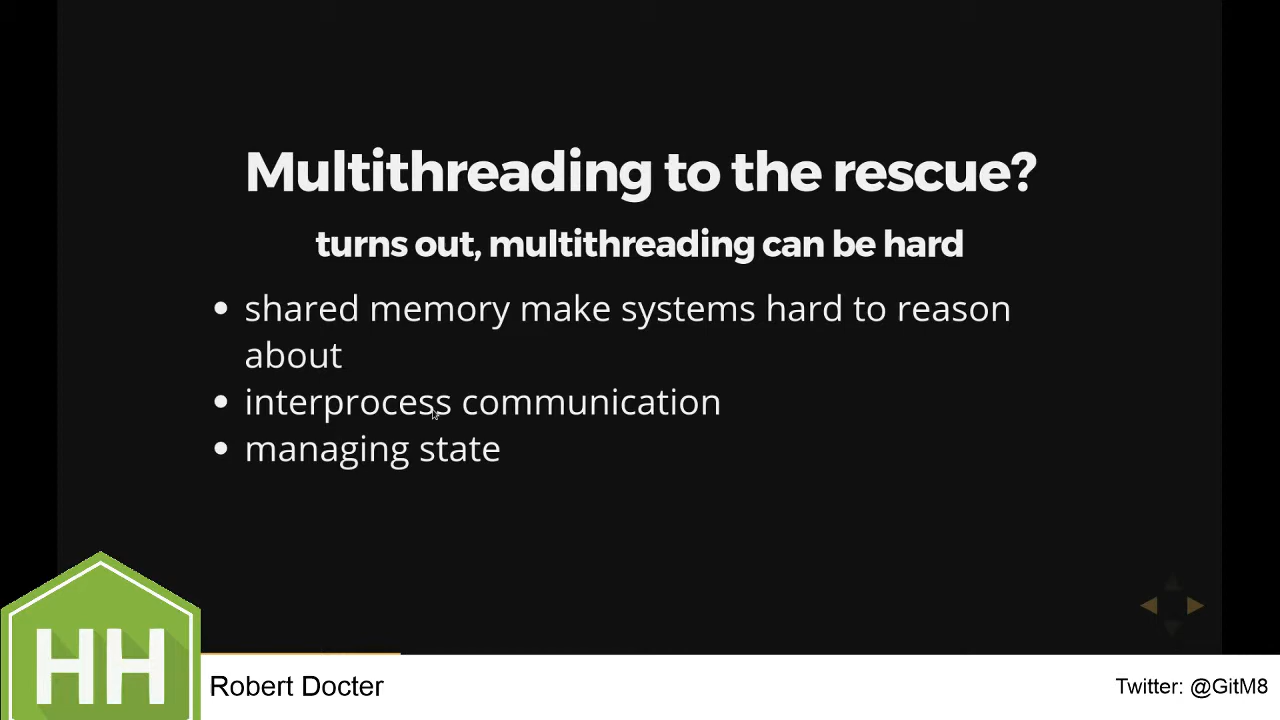 Multithreading to the rescue?
turns out, multithreading can be hard
shared memory make systems hard to reason
about
interprocess communication
managing state
HH
Robert Docter
Twitter: @GitM8